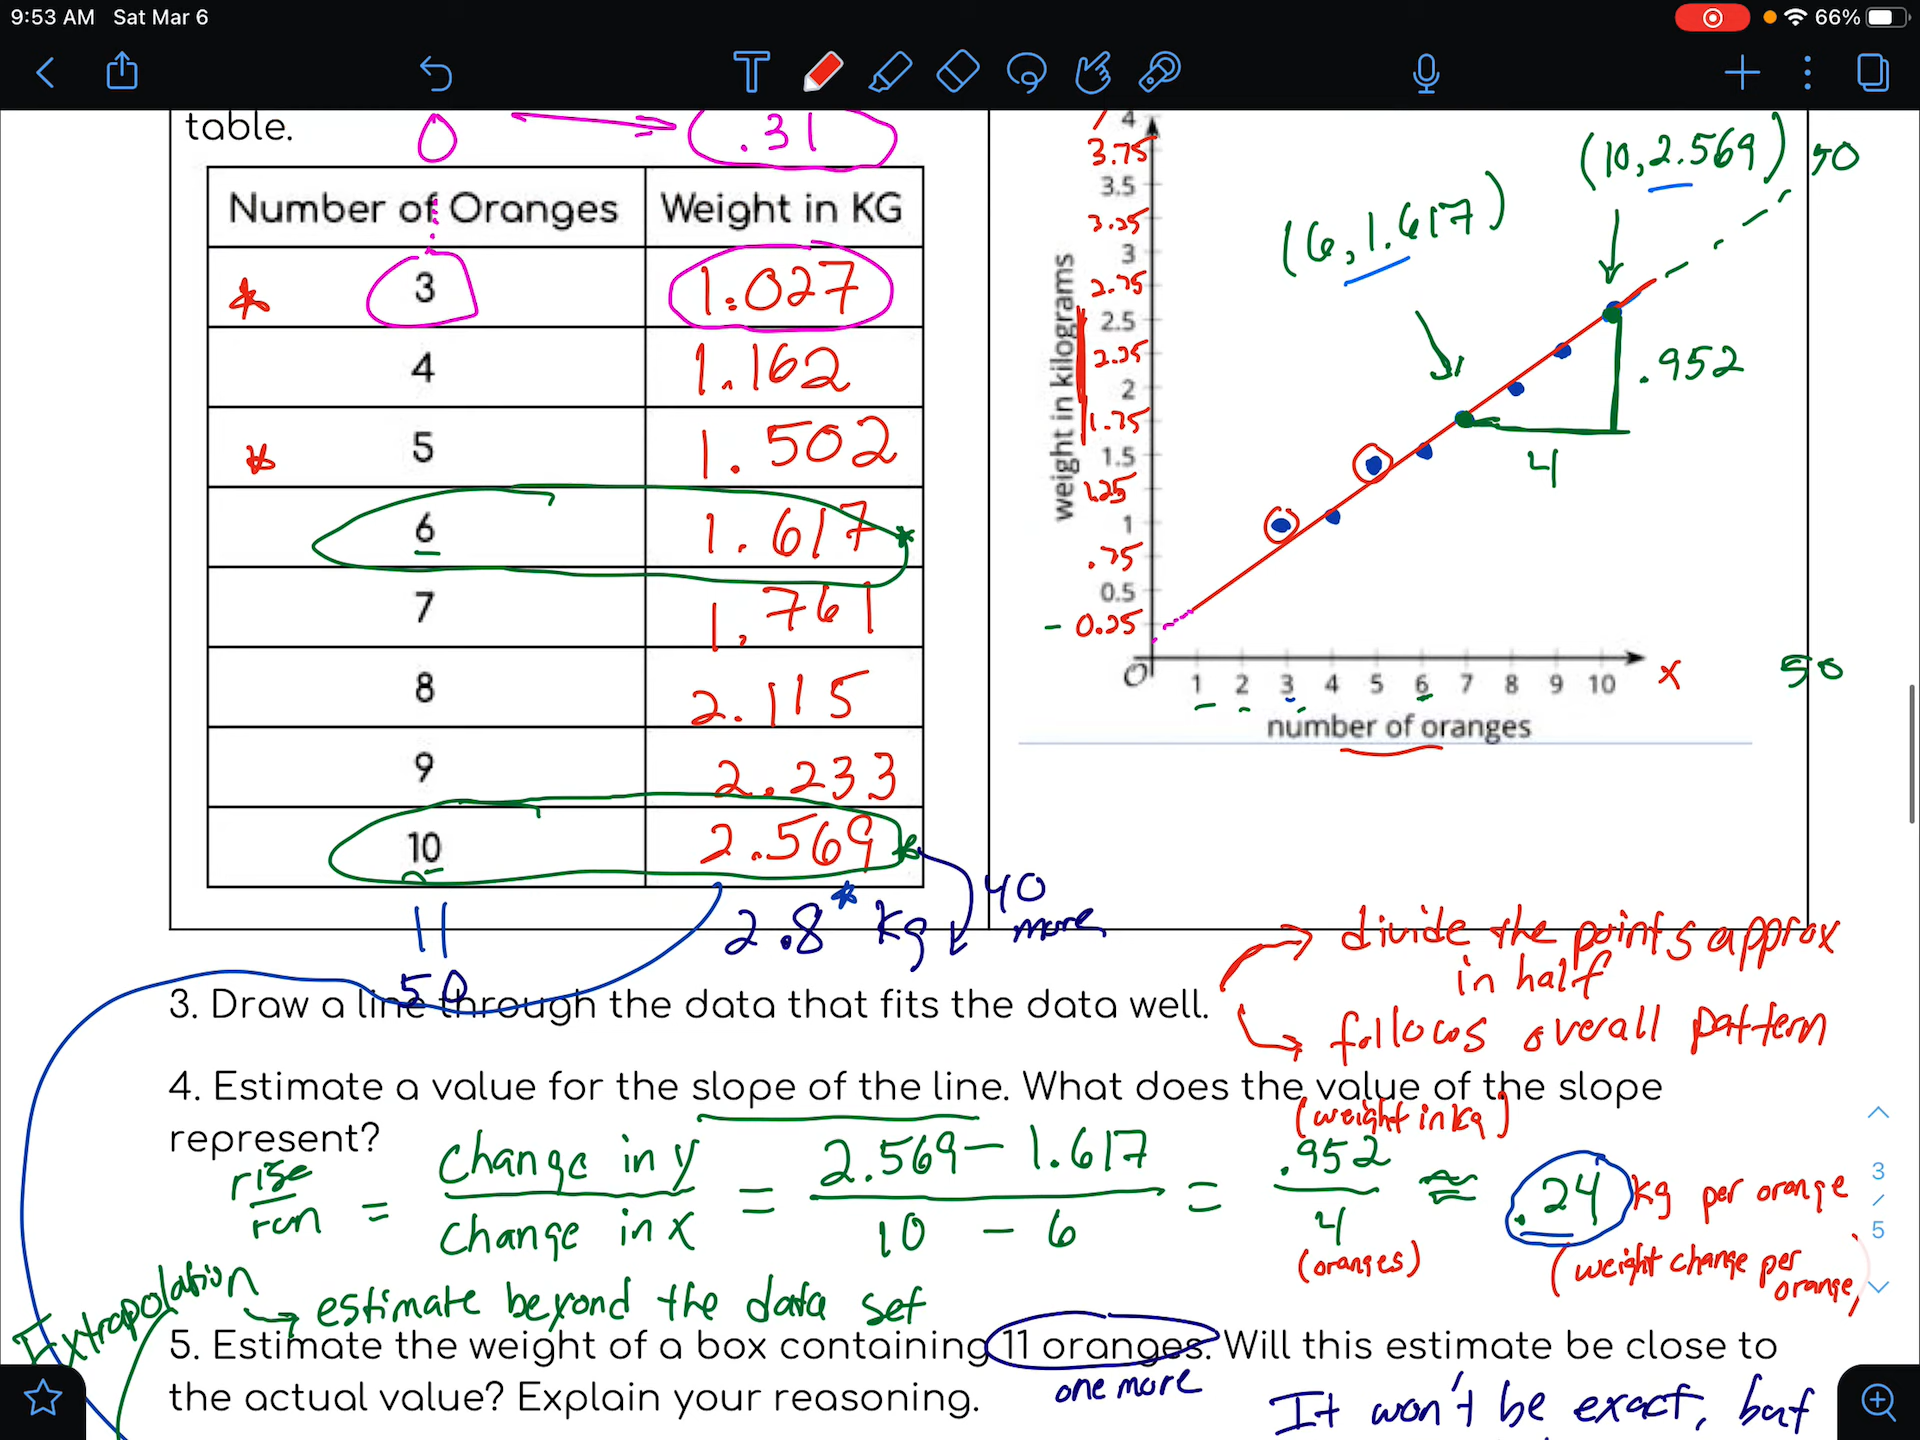 9:53 AM Sat Mar 6
66%
table.
0
.31
Number of Oranges Weight in KG
3 1.027
4 1.162
5 1.502
6 1.617
7 1.761
8 2.115
9 2.233
10 2.569
11 2.8 kg
50
40
more
weight in kilograms
4
3.75
3.5
3.25
3
2.75
2.5
2.25
2
1.75
1.5
1.25
1
.75
0.5
0.25
0
1 2 3 4 5 6 7 8 9 10 x
number of oranges
(6, 1.617)
(10, 2.569)
50
.952
4
50
divide the points approx
in half
3. Draw a line through the data that fits the data well.
follows overall pattern
4. Estimate a value for the slope of the line. What does the value of the slope
represent?
(weight in kg)
rise
run
= change in y
change in x
= 2.569 - 1.617
10 - 6
= .952
4
(oranges)
≈ .24 kg per orange
(weight change per
orange)
3
/
5
Extrapolation
→ estimate beyond the data set
5. Estimate the weight of a box containing 11 oranges. Will this estimate be close to
the actual value? Explain your reasoning.
one more
It won't be exact, but